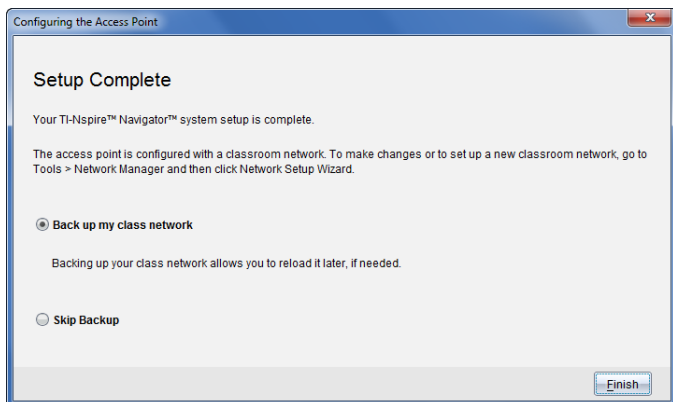 Configuring the Access Point
Setup Complete
Your TI-Nspire™ Navigator™ system setup is complete.
The access point is configured with a classroom network. To make changes or to set up a new classroom network, go to
Tools > Network Manager and then click Network Setup Wizard.
Back up my class network
Backing up your class network allows you to reload it later, if needed.
Skip Backup
Finish